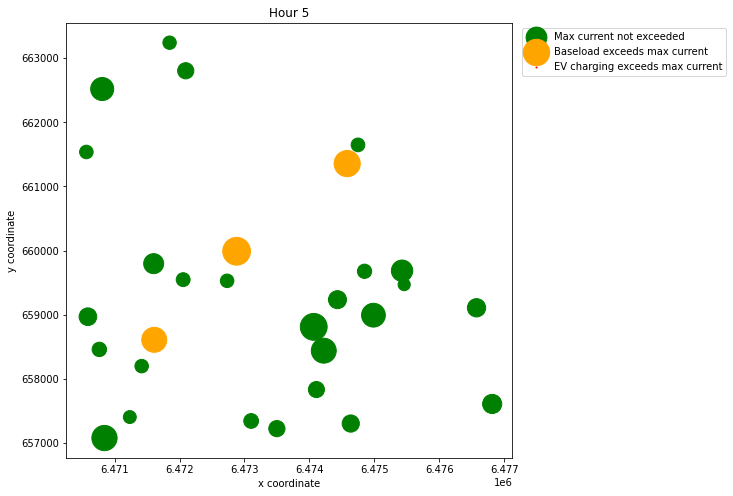 Hour 5
Max current not exceeded
Baseload exceeds max current
EV charging exceeds max current
663000
662000
661000
660000
659000
658000
657000
y coordinate
6.471 6.472 6.473 6.474 6.475 6.476 6.477
1e6
x coordinate